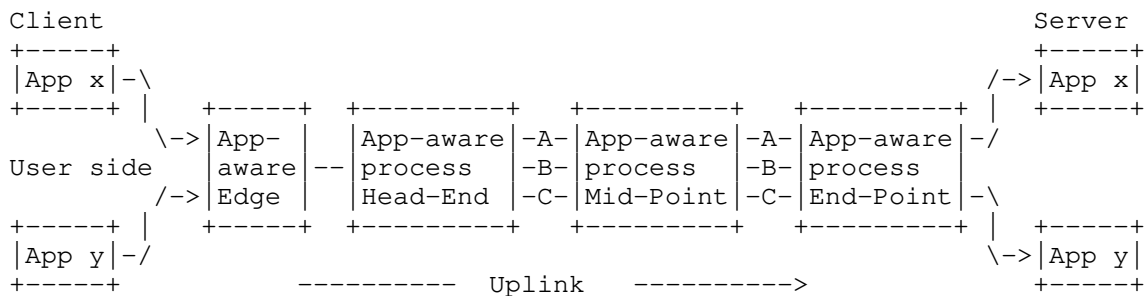 Client                                                     Server
+-----+                                                    +-----+
|App x|-\                                                /->|App x|
+-----+ |   +-----+  +---------+   +---------+   +---------+ |  +-----+
         \->|App- |  |App-aware|-A-|App-aware|-A-|App-aware|-/
User side   |aware|--|process  |-B-|process  |-B-|process  |
         /->|Edge |  |Head-End |-C-|Mid-Point|-C-|End-Point|-\
+-----+ |   +-----+  +---------+   +---------+   +---------+ |  +-----+
|App y|-/                                                \->|App y|
+-----+         ---------- Uplink ---------->               +-----+